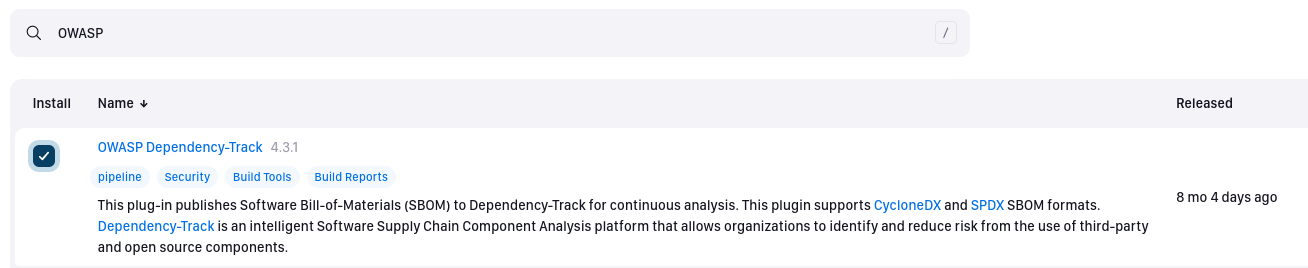 OWASP /
Install Name ↓ Released
OWASP Dependency-Track 4.3.1
pipeline Security Build Tools Build Reports
This plug-in publishes Software Bill-of-Materials (SBOM) to Dependency-Track for continuous analysis. This plugin supports CycloneDX and SPDX SBOM formats.
8 mo 4 days ago
Dependency-Track is an intelligent Software Supply Chain Component Analysis platform that allows organizations to identify and reduce risk from the use of third-party
and open source components.